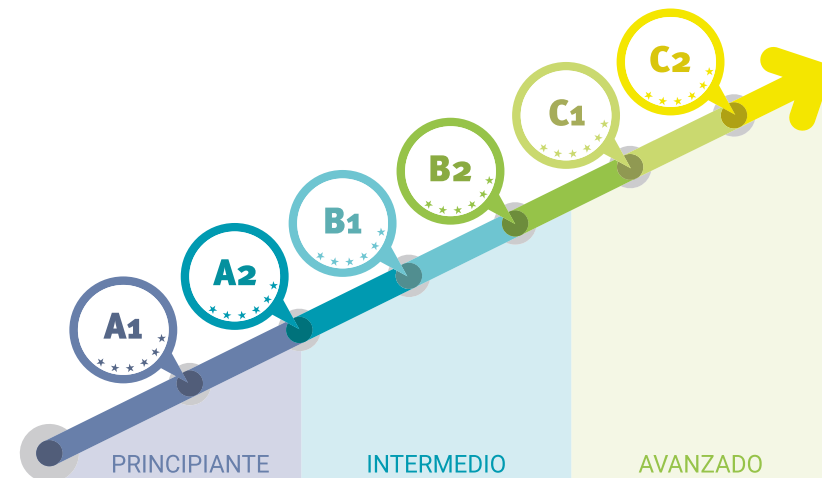 A1
A2
B1
B2
C1
C2
PRINCIPIANTE
INTERMEDIO
AVANZADO